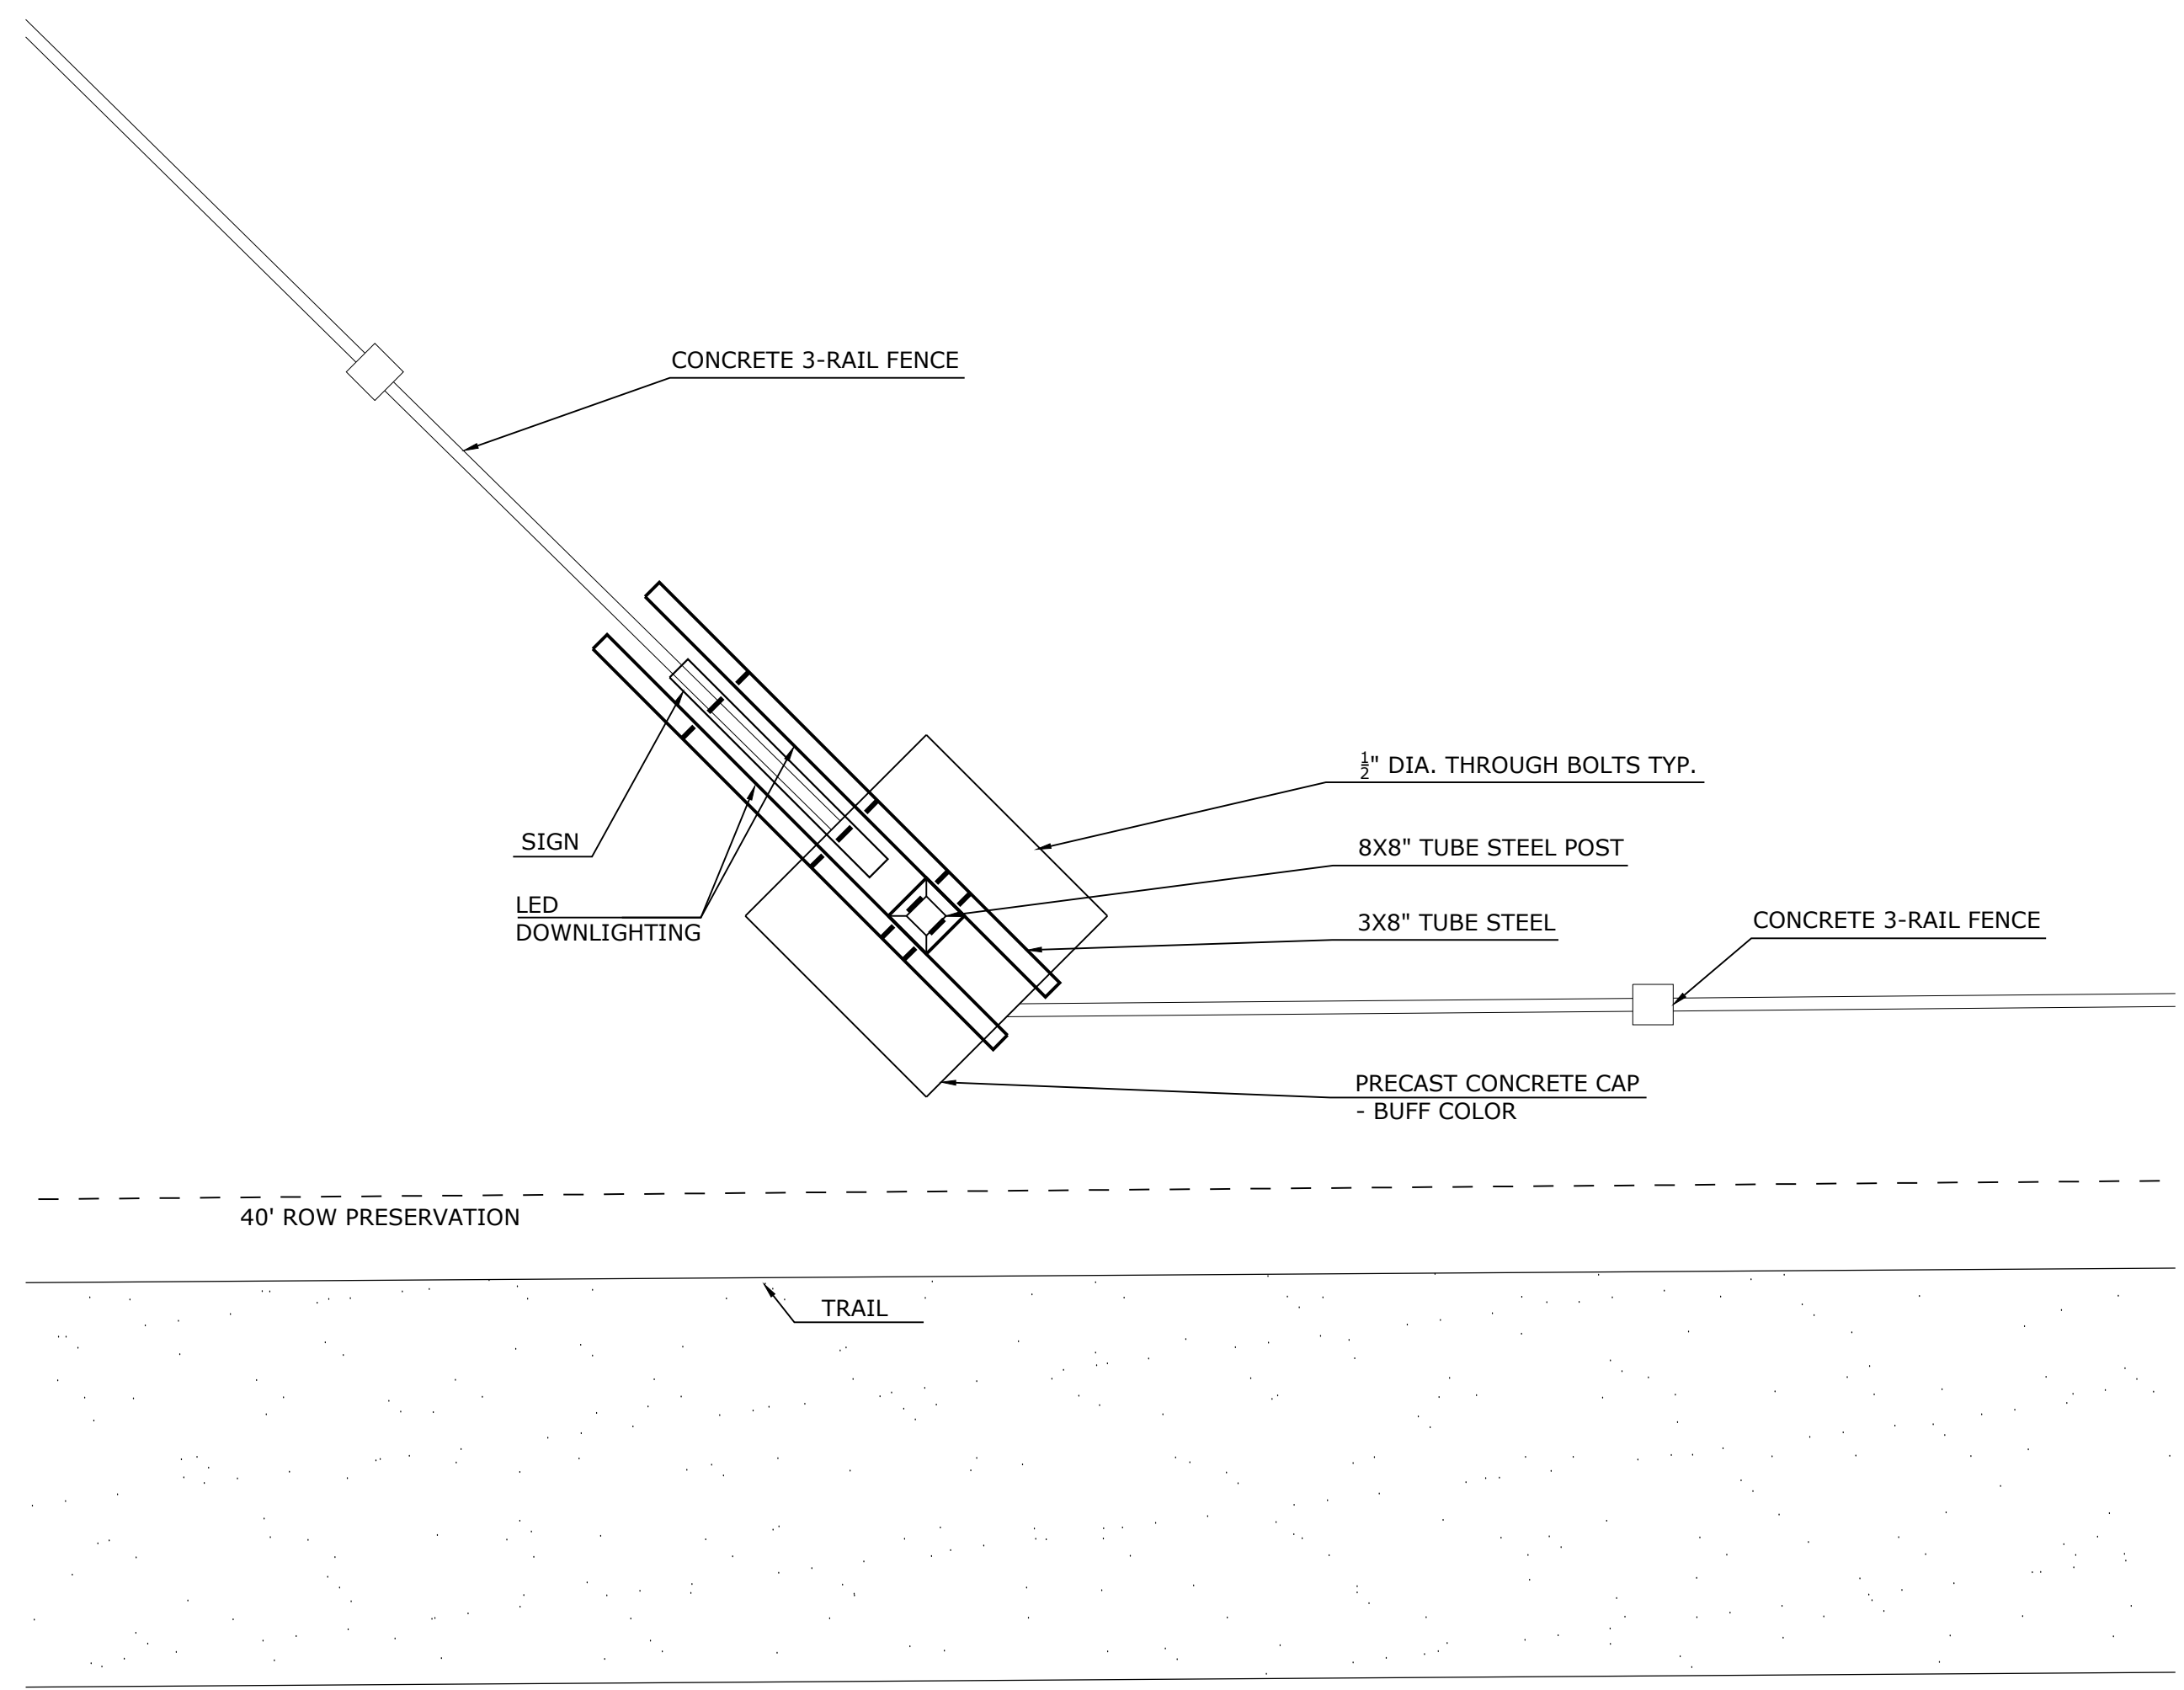 CONCRETE 3-RAIL FENCE
½" DIA. THROUGH BOLTS TYP.
SIGN
8X8" TUBE STEEL POST
LED
DOWNLIGHTING
3X8" TUBE STEEL
CONCRETE 3-RAIL FENCE
PRECAST CONCRETE CAP
- BUFF COLOR
40' ROW PRESERVATION
TRAIL